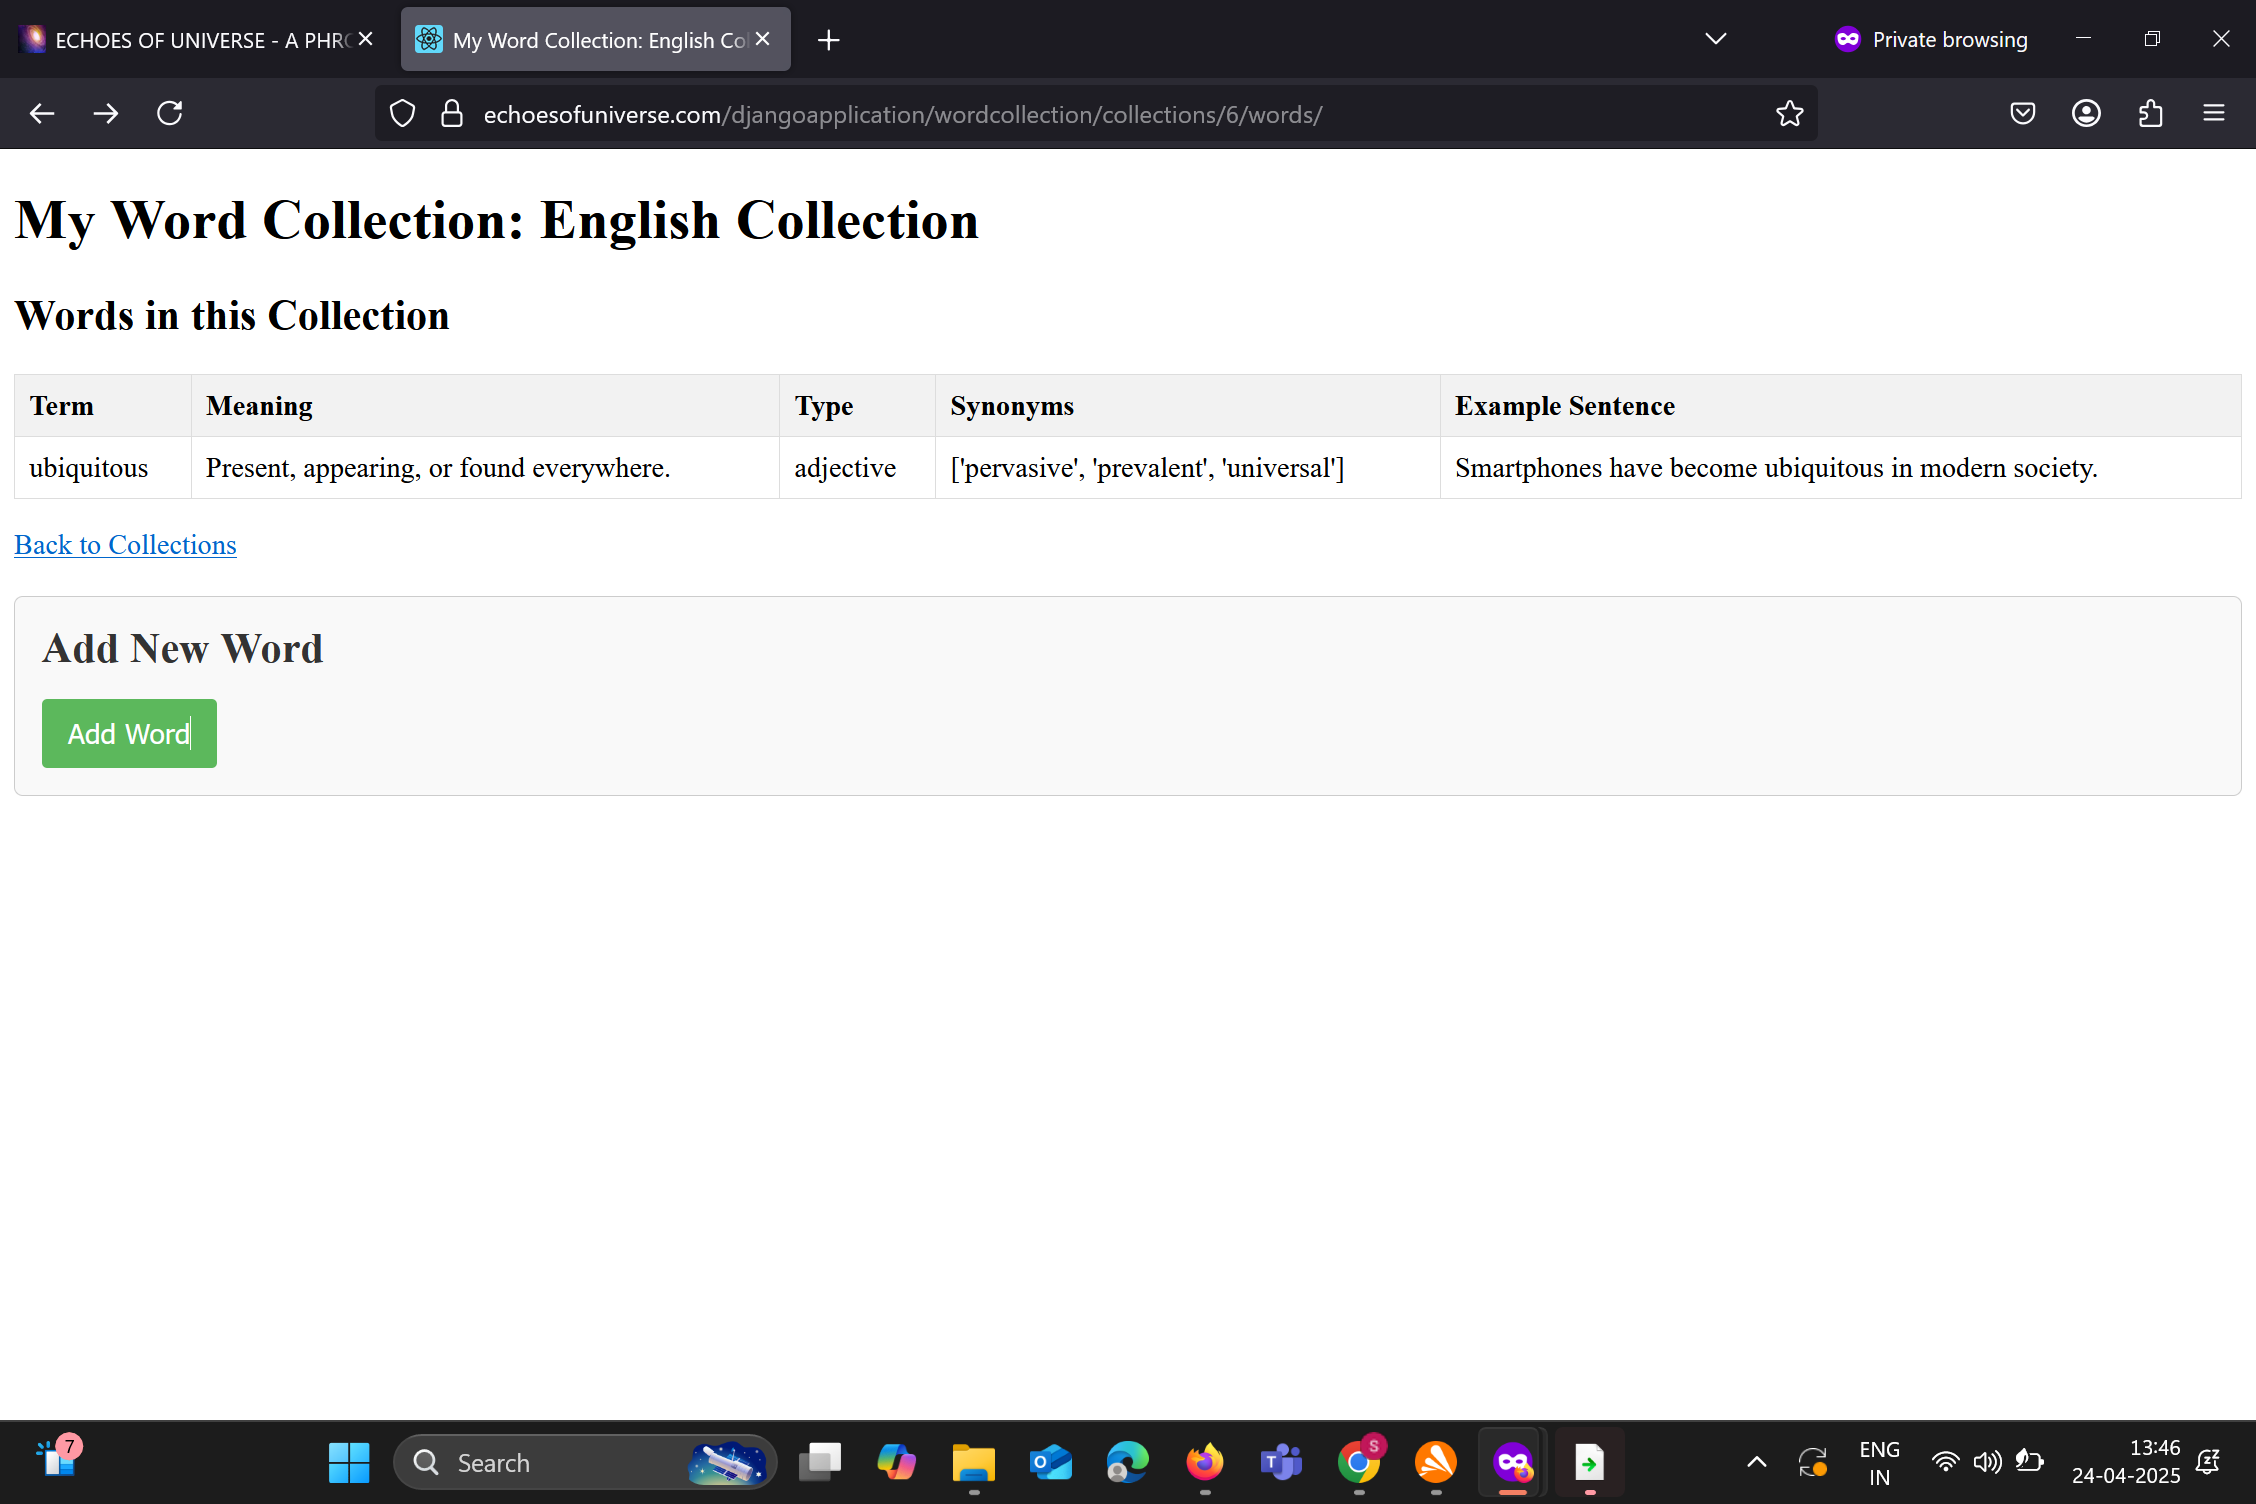 ECHOES OF UNIVERSE - A PHRO
My Word Collection: English Col
Private browsing
echoesofuniverse.com/djangoapplication/wordcollection/collections/6/words/
My Word Collection: English Collection
Words in this Collection
Term Meaning Type Synonyms Example Sentence
ubiquitous Present, appearing, or found everywhere. adjective ['pervasive', 'prevalent', 'universal'] Smartphones have become ubiquitous in modern society.
Back to Collections
Add New Word
Add Word
7
Search
S
ENG
IN
13:46
24-04-2025